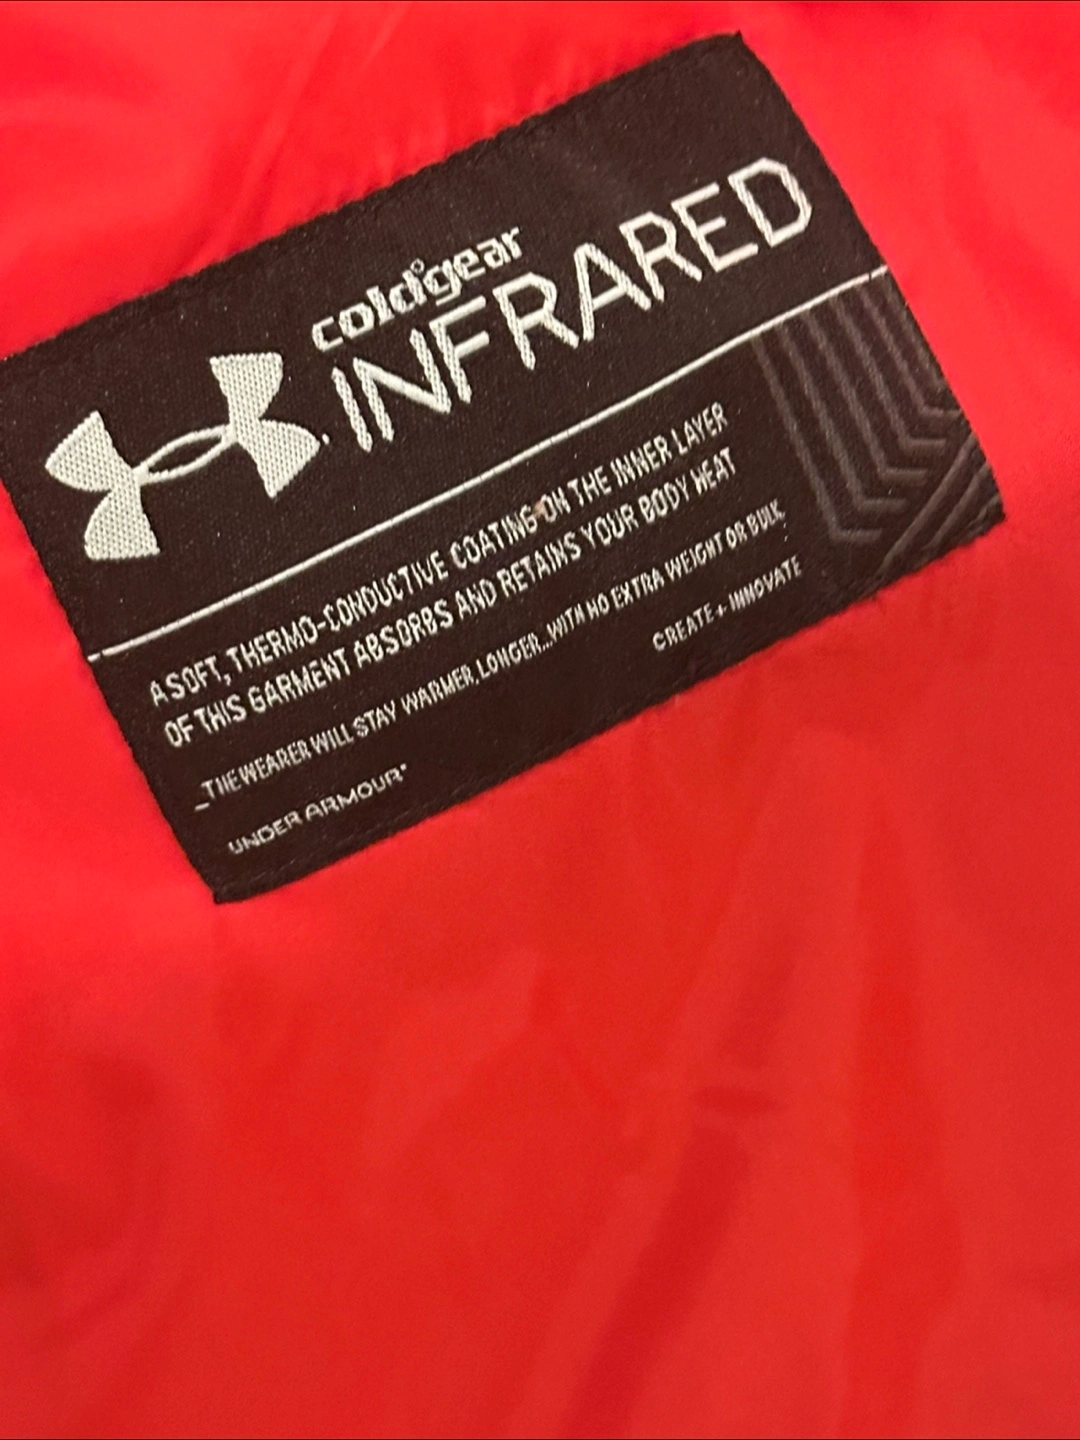 coldgear
INFRARED
A SOFT, THERMO-CONDUCTIVE COATING ON THE INNER LAYER
OF THIS GARMENT ABSORBS AND RETAINS YOUR BODY HEAT
_THE WEARER WILL STAY WARMER, LONGER...WITH NO EXTRA WEIGHT OR BULK
CREATE + INNOVATE
UNDER ARMOUR